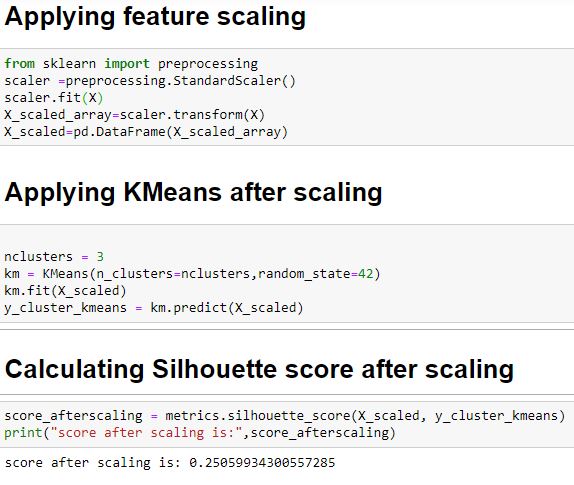 Applying feature scaling
from sklearn import preprocessing
scaler =preprocessing.StandardScaler()
scaler.fit(X)
X_scaled_array=scaler.transform(X)
X_scaled=pd.DataFrame(X_scaled_array)
Applying KMeans after scaling
nclusters = 3
km = KMeans(n_clusters=nclusters,random_state=42)
km.fit(X_scaled)
y_cluster_kmeans = km.predict(X_scaled)
Calculating Silhouette score after scaling
score_afterscaling = metrics.silhouette_score(X_scaled, y_cluster_kmeans)
print("score after scaling is:",score_afterscaling)
score after scaling is: 0.25059934300557285